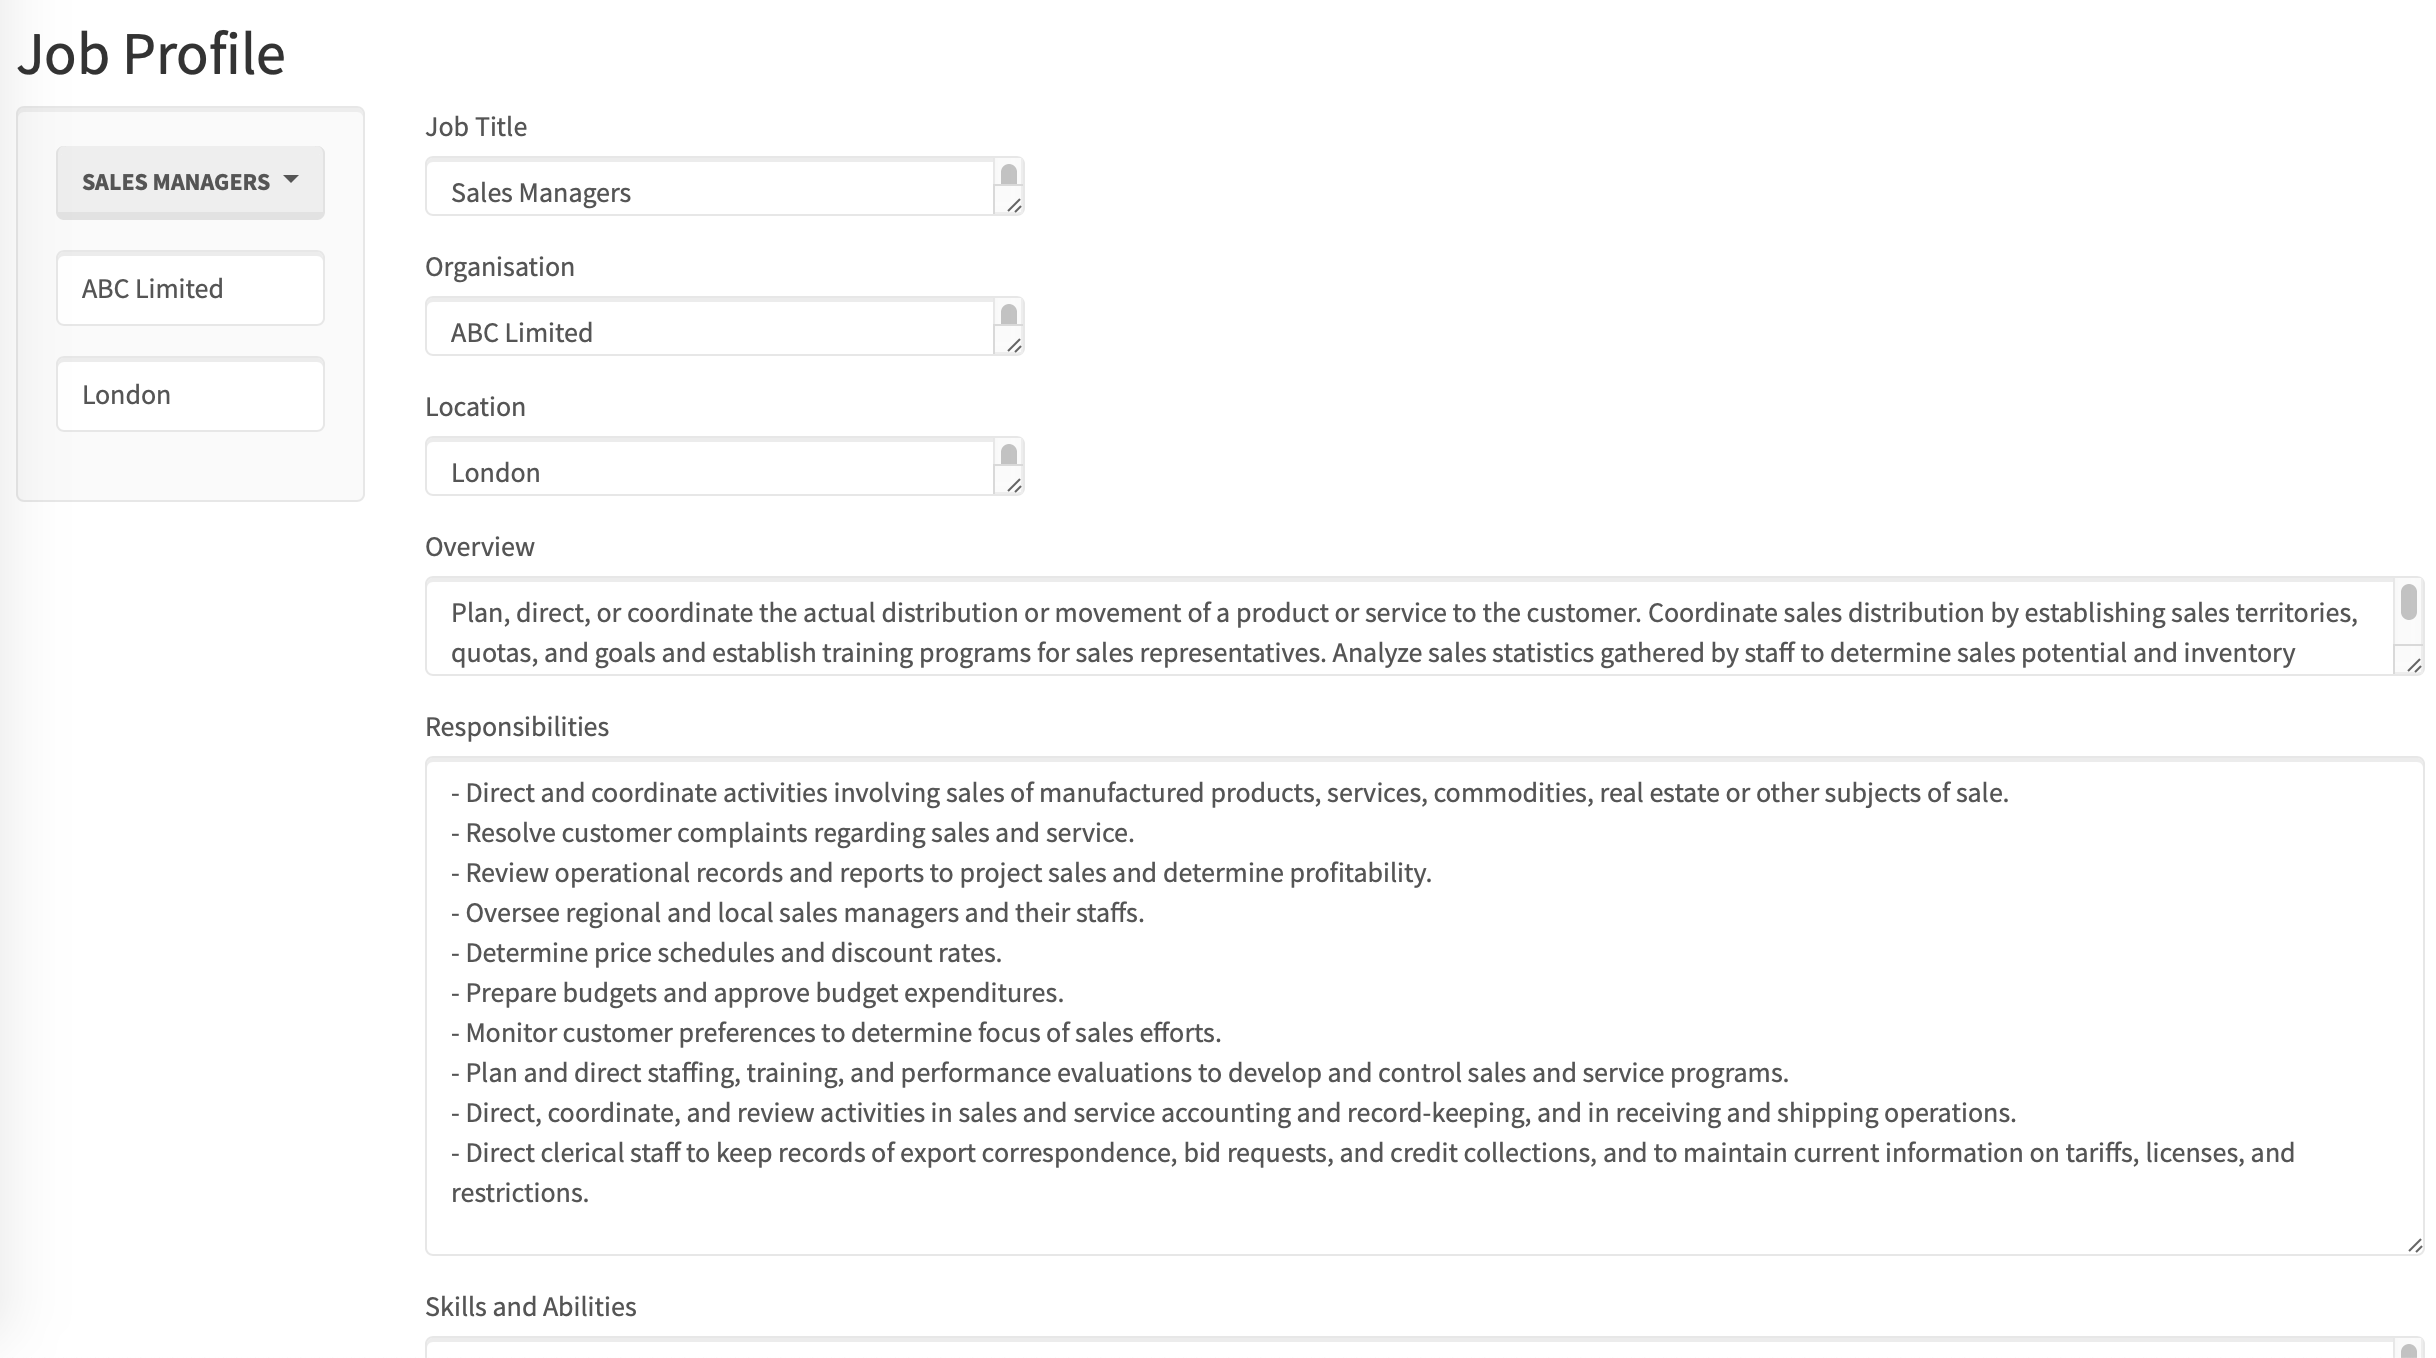 Job Profile
SALES MANAGERS
ABC Limited
London
Job Title
Sales Managers
Organisation
ABC Limited
Location
London
Overview
Plan, direct, or coordinate the actual distribution or movement of a product or service to the customer. Coordinate sales distribution by establishing sales territories,
quotas, and goals and establish training programs for sales representatives. Analyze sales statistics gathered by staff to determine sales potential and inventory
Responsibilities
- Direct and coordinate activities involving sales of manufactured products, services, commodities, real estate or other subjects of sale.
- Resolve customer complaints regarding sales and service.
- Review operational records and reports to project sales and determine profitability.
- Oversee regional and local sales managers and their staffs.
- Determine price schedules and discount rates.
- Prepare budgets and approve budget expenditures.
- Monitor customer preferences to determine focus of sales efforts.
- Plan and direct staffing, training, and performance evaluations to develop and control sales and service programs.
- Direct, coordinate, and review activities in sales and service accounting and record-keeping, and in receiving and shipping operations.
- Direct clerical staff to keep records of export correspondence, bid requests, and credit collections, and to maintain current information on tariffs, licenses, and
restrictions.
Skills and Abilities